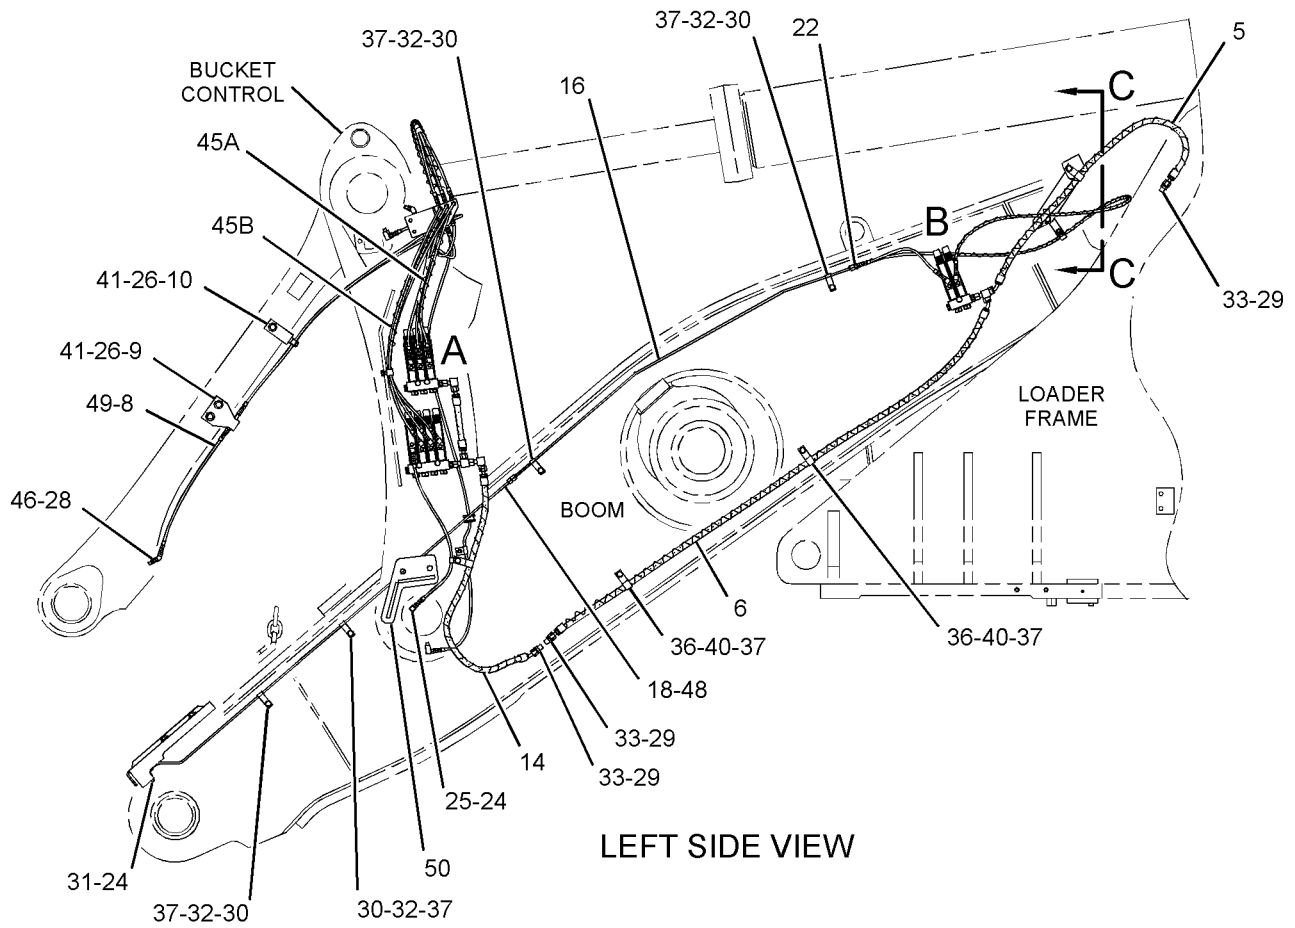 37-32-30
22
5
37-32-30
BUCKET
CONTROL
16
C
45A
45B
B
41-26-10
C
33-29
41-26-9
A
LOADER
FRAME
49-8
46-28
BOOM
6
36-40-37
36-40-37
18-48
33-29
14
33-29
25-24
LEFT SIDE VIEW
50
31-24
37-32-30
30-32-37